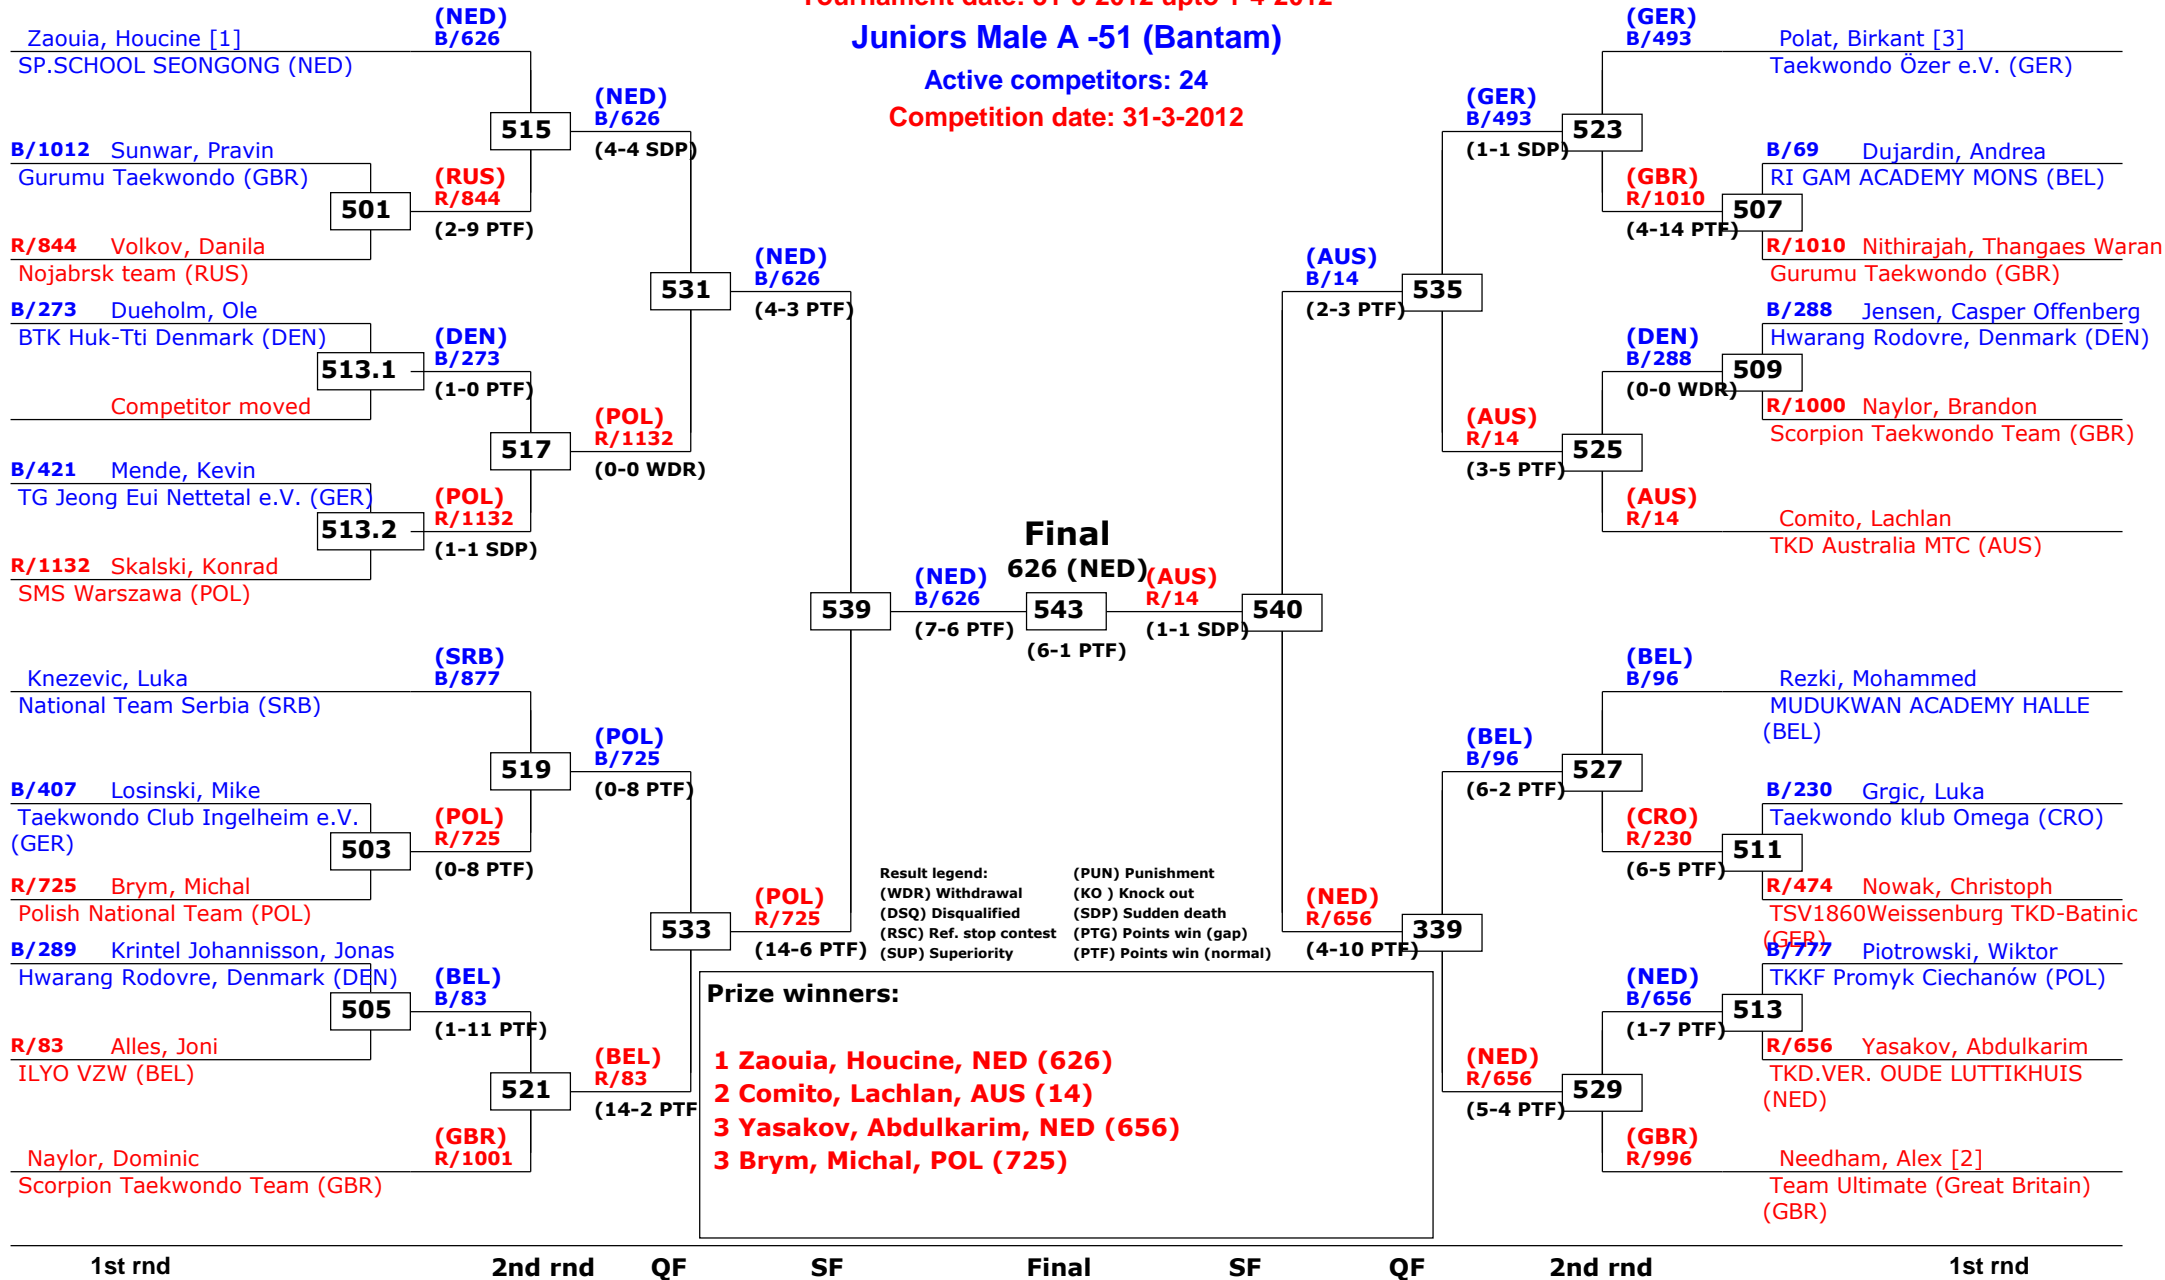 Tournament date: 31-3-2012 upto 1-4-2012
Juniors Male A -51 (Bantam)
Active competitors: 24
Competition date: 31-3-2012
(NED)
Zaouia, Houcine [1] B/626
SP.SCHOOL SEONGONG (NED)
515
(NED)
B/626
(4-4 SDP)
B/1012 Sunwar, Pravin
Gurumu Taekwondo (GBR)
501
(RUS)
R/844
(2-9 PTF)
R/844 Volkov, Danila
Nojabrsk team (RUS)
531
(NED)
B/626
(4-3 PTF)
B/273 Dueholm, Ole
BTK Huk-Tti Denmark (DEN)
513.1
(DEN)
B/273
(1-0 PTF)
Competitor moved
517
(POL)
R/1132
(0-0 WDR)
B/421 Mende, Kevin
TG Jeong Eui Nettetal e.V. (GER)
513.2
(POL)
R/1132
(1-1 SDP)
R/1132 Skalski, Konrad
SMS Warszawa (POL)
539
(NED)
B/626
(7-6 PTF)
Final
626 (NED)
543
(6-1 PTF)
(AUS)
R/14
(1-1 SDP)
540
(SRB)
Knezevic, Luka B/877
National Team Serbia (SRB)
519
(POL)
B/725
(0-8 PTF)
B/407 Losinski, Mike
Taekwondo Club Ingelheim e.V.
(GER)
503
(POL)
R/725
(0-8 PTF)
R/725 Brym, Michal
Polish National Team (POL)
533
(POL)
R/725
(14-6 PTF)
B/289 Krintel Johannisson, Jonas
Hwarang Rodovre, Denmark (DEN)
505
(BEL)
B/83
(1-11 PTF)
R/83 Alles, Joni
ILYO VZW (BEL)
521
(BEL)
R/83
(14-2 PTF
(GBR)
Naylor, Dominic R/1001
Scorpion Taekwondo Team (GBR)
(GER)
B/493 Polat, Birkant [3]
Taekwondo Özer e.V. (GER)
(GER)
B/493
(1-1 SDP)
523
B/69 Dujardin, Andrea
RI GAM ACADEMY MONS (BEL)
(GBR)
R/1010
(4-14 PTF)
507
R/1010 Nithirajah, Thangaes Waran
Gurumu Taekwondo (GBR)
(AUS)
B/14
(2-3 PTF)
535
B/288 Jensen, Casper Offenberg
Hwarang Rodovre, Denmark (DEN)
(DEN)
B/288
(0-0 WDR)
509
R/1000 Naylor, Brandon
Scorpion Taekwondo Team (GBR)
(AUS)
R/14
(3-5 PTF)
525
(AUS)
R/14 Comito, Lachlan
TKD Australia MTC (AUS)
(BEL)
B/96 Rezki, Mohammed
MUDUKWAN ACADEMY HALLE
(BEL)
(BEL)
B/96
(6-2 PTF)
527
B/230 Grgic, Luka
Taekwondo klub Omega (CRO)
(CRO)
R/230
(6-5 PTF)
511
R/474 Nowak, Christoph
TSV1860Weissenburg TKD-Batinic
(GER)
(NED)
R/656
(4-10 PTF)
339
B/777 Piotrowski, Wiktor
TKKF Promyk Ciechanów (POL)
(NED)
B/656
(1-7 PTF)
513
R/656 Yasakov, Abdulkarim
TKD.VER. OUDE LUTTIKHUIS
(NED)
(NED)
R/656
(5-4 PTF)
529
(GBR)
R/996 Needham, Alex [2]
Team Ultimate (Great Britain)
(GBR)
Result legend: (PUN) Punishment
(WDR) Withdrawal (KO ) Knock out
(DSQ) Disqualified (SDP) Sudden death
(RSC) Ref. stop contest (PTG) Points win (gap)
(SUP) Superiority (PTF) Points win (normal)
Prize winners:
1 Zaouia, Houcine, NED (626)
2 Comito, Lachlan, AUS (14)
3 Yasakov, Abdulkarim, NED (656)
3 Brym, Michal, POL (725)
1st rnd 2nd rnd QF SF Final SF QF 2nd rnd 1st rnd